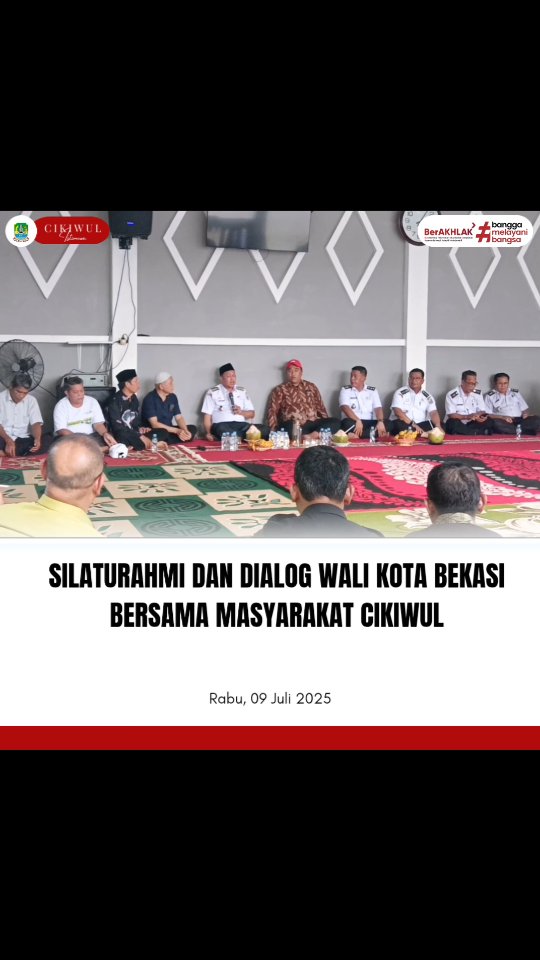 CIKIWUL
BerAKHLAK
#bangga
melayani
bangsa
SILATURAHMI DAN DIALOG WALI KOTA BEKASI
BERSAMA MASYARAKAT CIKIWUL
Rabu, 09 Juli 2025